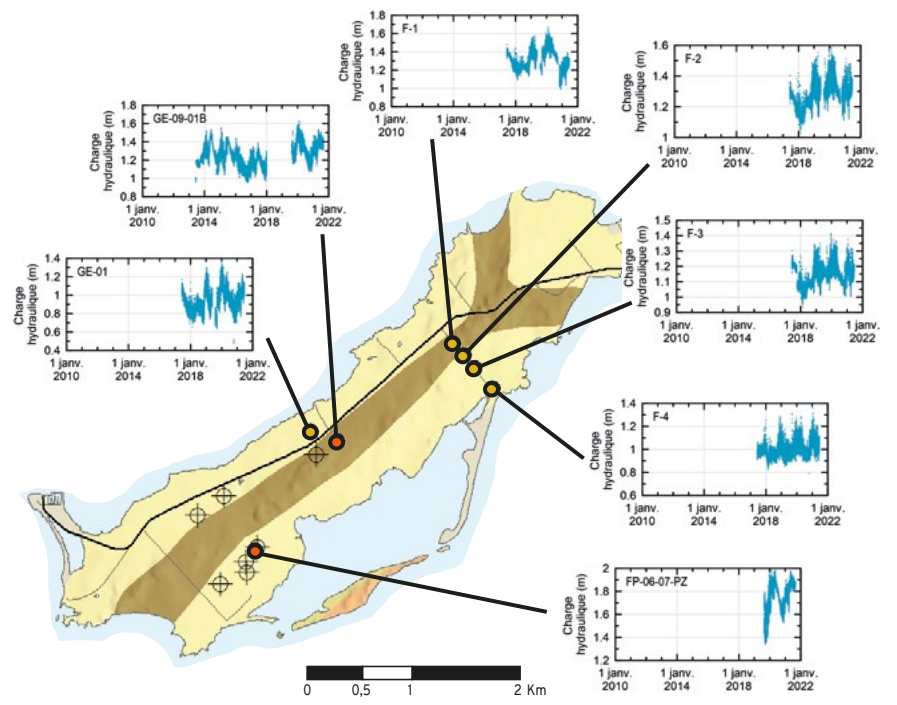 F-1
Charge
hydraulique (m)
1.8
1.6
1.4
1.2
1
0.8
1 janv. 1 janv. 1 janv. 1 janv.
2010 2014 2018 2022
F-2
Charge
hydraulique (m)
1.6
1.4
1.2
1
1 janv. 1 janv. 1 janv. 1 janv.
2010 2014 2018 2022
GE-09-01B
Charge
hydraulique (m)
1.8
1.6
1.4
1.2
1
0.8
1 janv. 1 janv. 1 janv. 1 janv.
2010 2014 2018 2022
F-3
Charge
hydraulique (m)
1.5
1.4
1.3
1.2
1.1
1
0.9
1 janv. 1 janv. 1 janv. 1 janv.
2010 2014 2018 2022
GE-01
Charge
hydraulique (m)
1.4
1.2
1
0.8
0.6
0.4
1 janv. 1 janv. 1 janv. 1 janv.
2010 2014 2018 2022
F-4
Charge
hydraulique (m)
1.4
1.2
1
0.8
0.6
1 janv. 1 janv. 1 janv. 1 janv.
2010 2014 2018 2022
FP-06-07-PZ
Charge
hydraulique (m)
2
1.8
1.6
1.4
1.2
1 janv. 1 janv. 1 janv. 1 janv.
2010 2014 2018 2022
0 0,5 1 2 Km